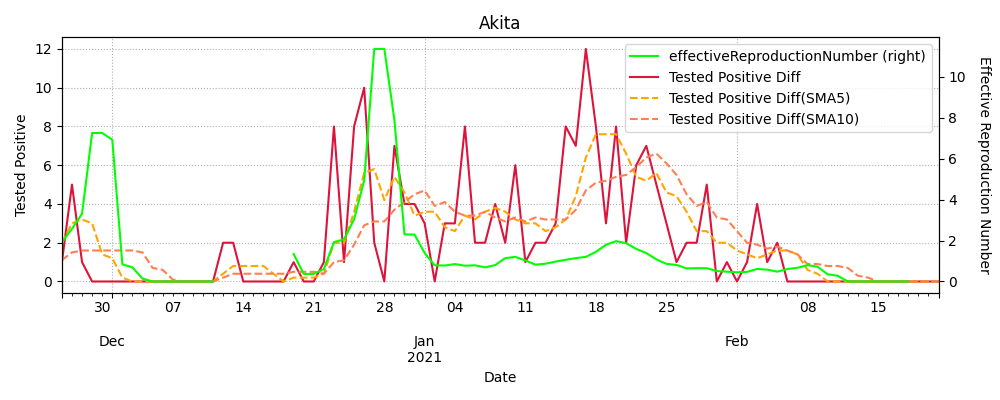 Akita
effectiveReproductionNumber (right)
Tested Positive Diff
Tested Positive Diff(SMA5)
Tested Positive Diff(SMA10)
Tested Positive
12
10
8
6
4
2
0
10
8
6
4
2
0
Effective Reproduction Number
30 07 14 21 28 04 11 18 25 08 15
Dec Jan Feb
2021
Date